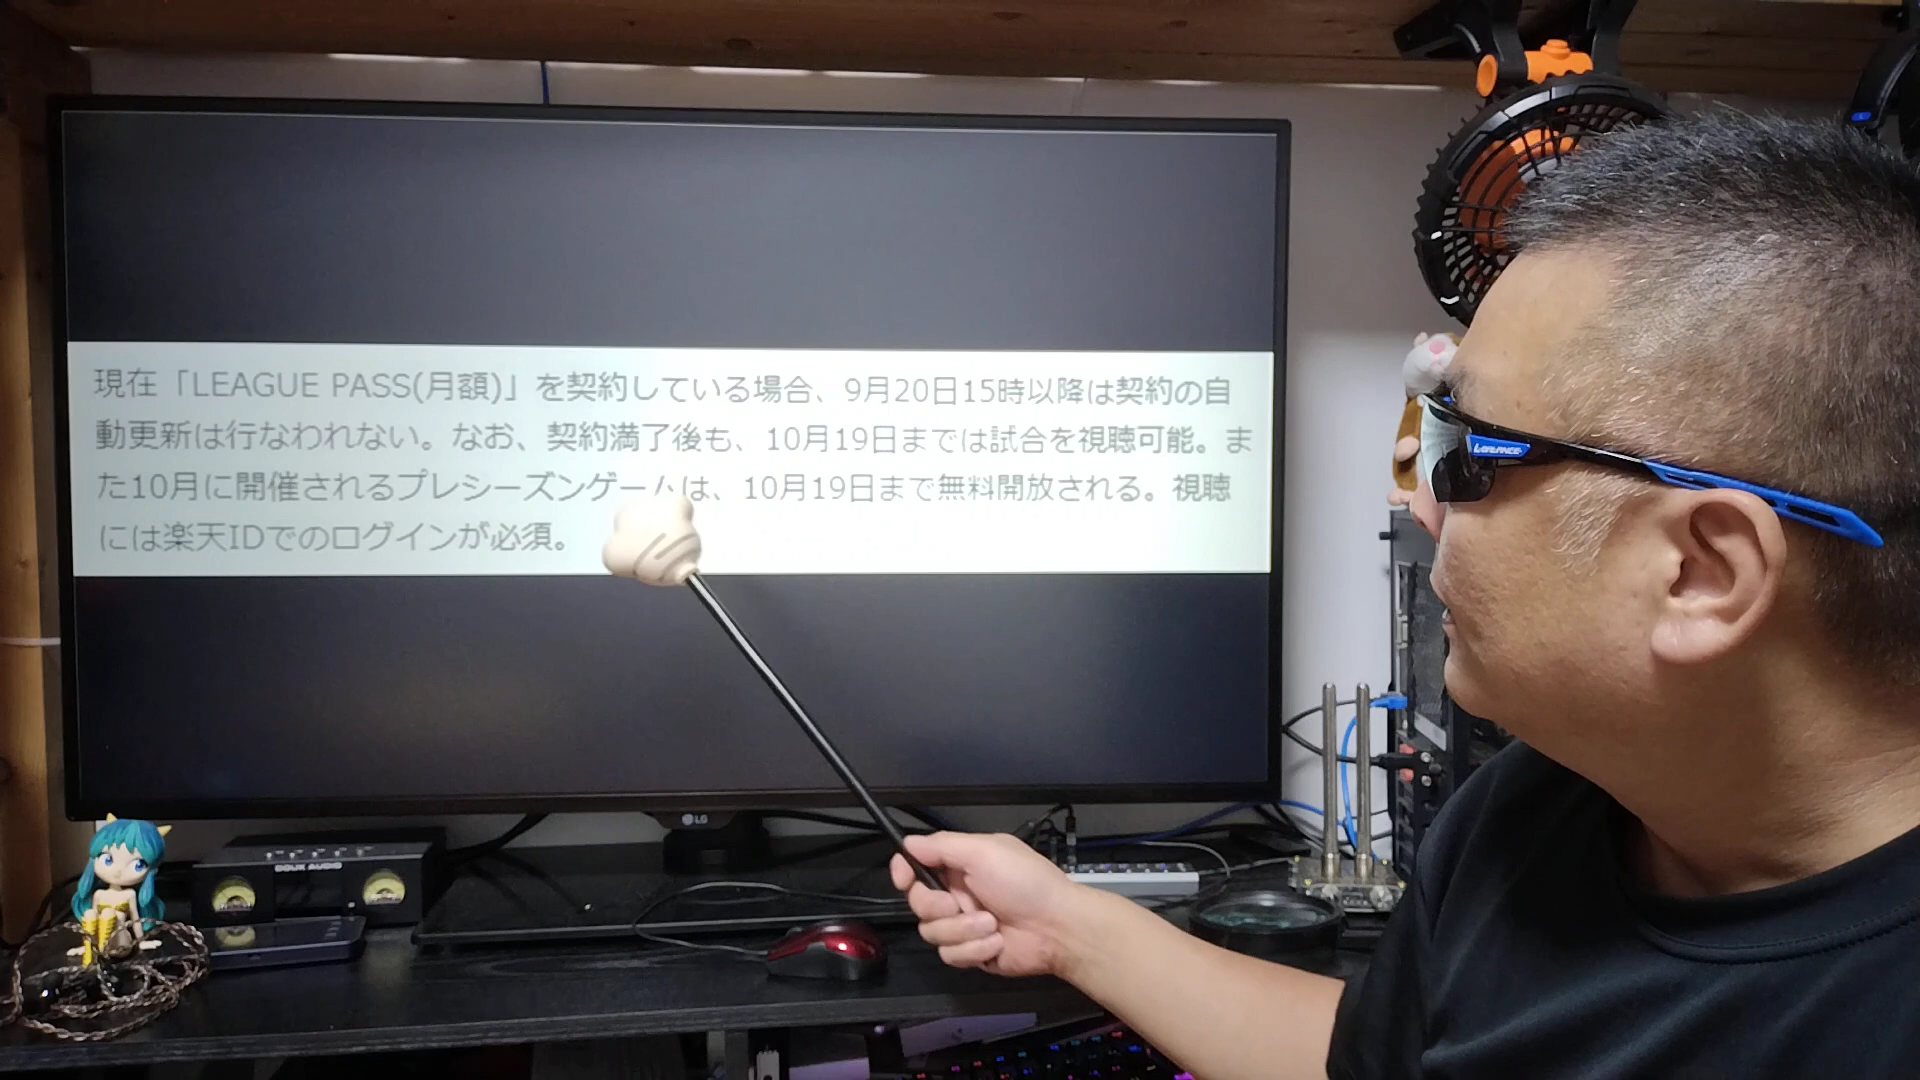 現在「LEAGUE PASS(月額)」を契約している場合、9月20日15時以降は契約の自
動更新は行なわれない。なお、契約満了後も、10月19日までは試合を視聴可能。ま
た10月に開催されるプレシーズンゲームは、10月19日まで無料開放される。視聴
には楽天IDでのログインが必須。
LG
DOUK AUDIO